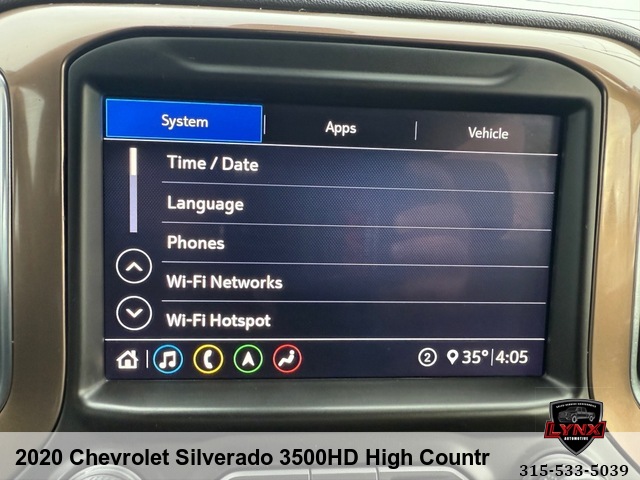 System Apps Vehicle
Time / Date
Language
Phones
Wi-Fi Networks
Wi-Fi Hotspot
2 35° 4:05
LYNX
AUTOMOTIVE
2020 Chevrolet Silverado 3500HD High Countr
315-533-5039